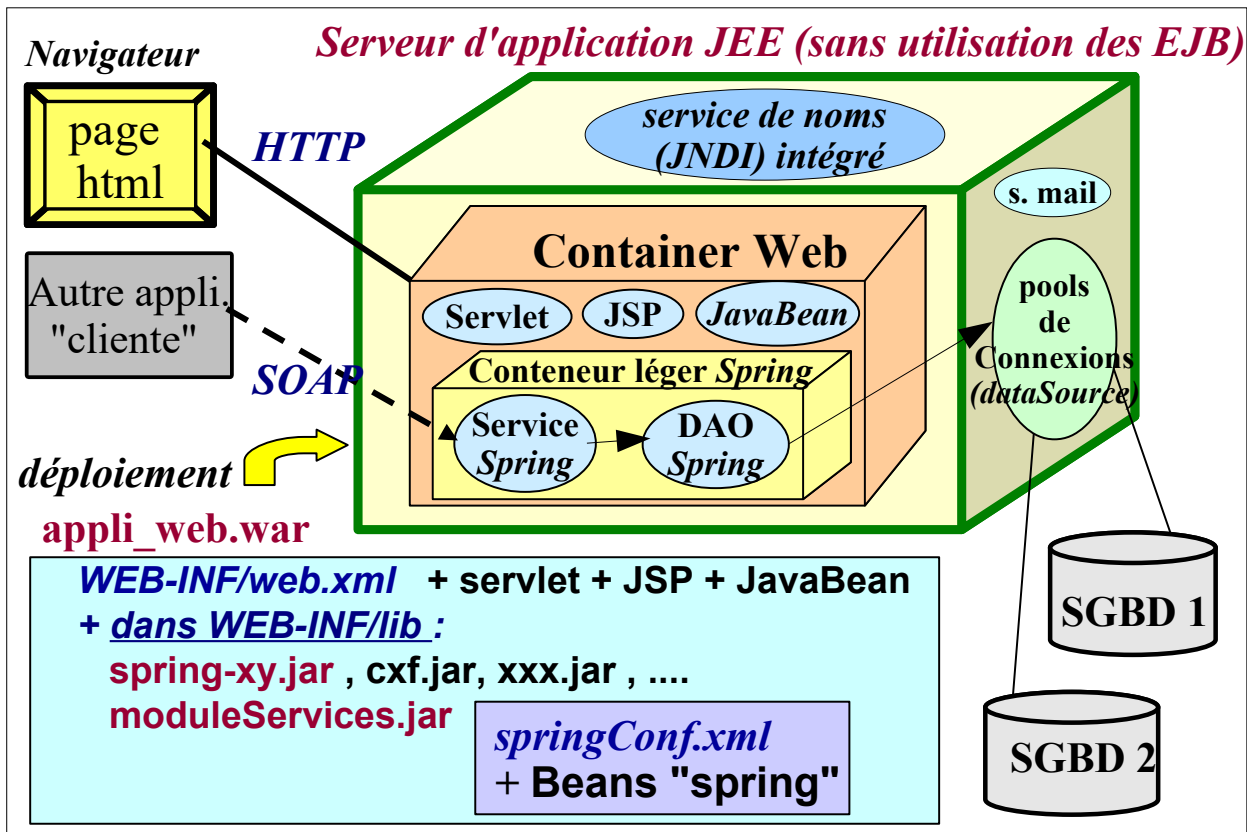 Serveur d'application JEE (sans utilisation des EJB)
Navigateur
page
html
HTTP
service de noms
(JNDI) intégré
s. mail
Container Web
Autre appli.
"cliente"
Servlet
JSP
JavaBean
pools
de
Connexions
(dataSource)
SOAP
Conteneur léger Spring
Service
Spring
DAO
Spring
déploiement
appli_web.war
WEB-INF/web.xml + servlet + JSP + JavaBean
+ dans WEB-INF/lib :
spring-xy.jar , cxf.jar, xxx.jar , ....
moduleServices.jar
springConf.xml
+ Beans "spring"
SGBD 1
SGBD 2